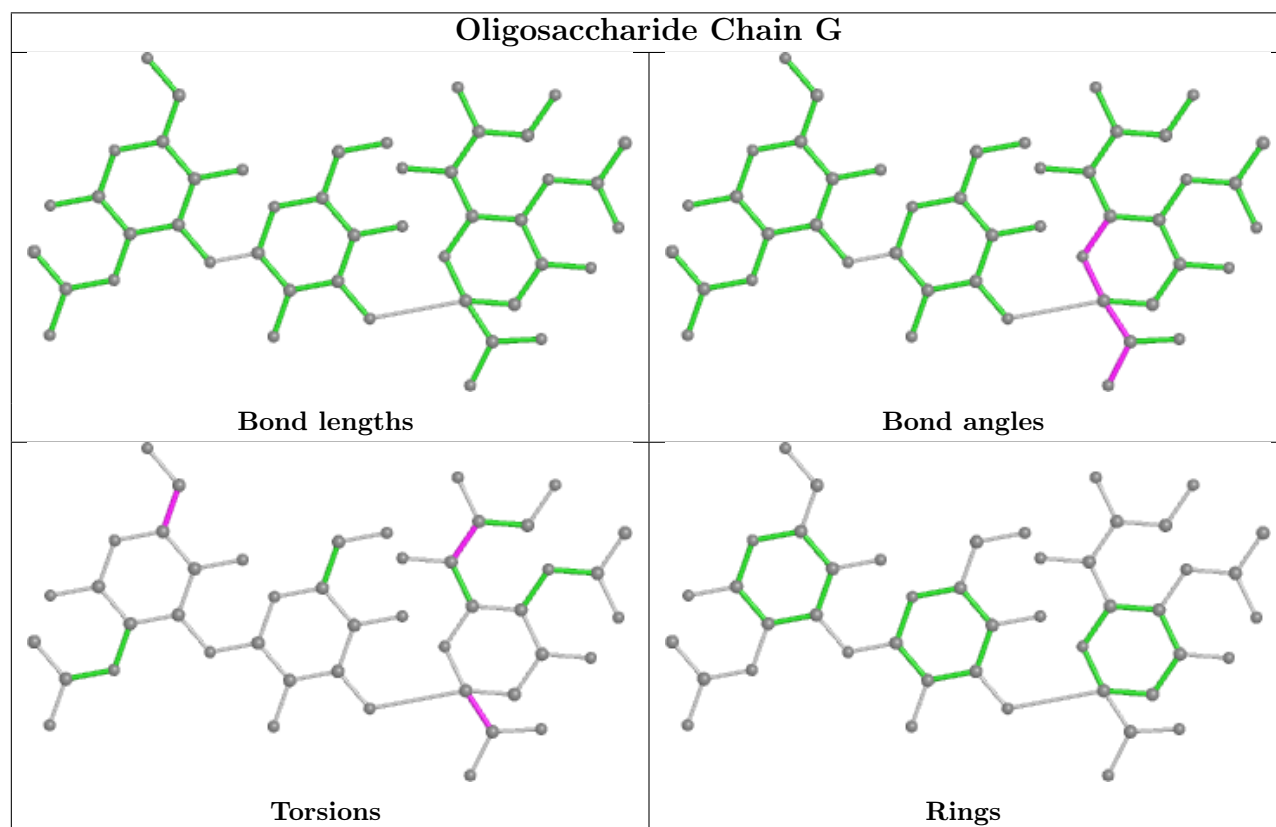 Oligosaccharide Chain G
Bond lengths
Bond angles
Torsions
Rings